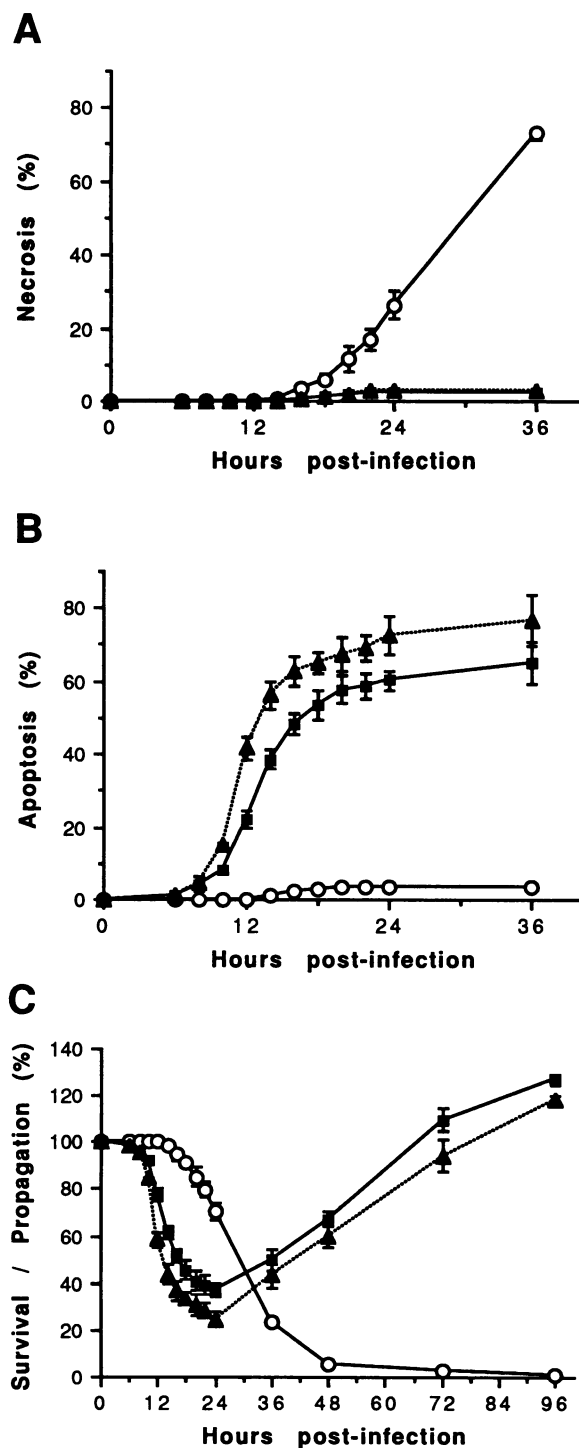 A
Necrosis (%)
80
60
40
20
0
0 12 24 36
Hours post-infection
B
Apoptosis (%)
80
60
40
20
0
0 12 24 36
Hours post-infection
C
Survival / Propagation (%)
140
120
100
80
60
40
20
0
0 12 24 36 48 60 72 84 96
Hours post-infection